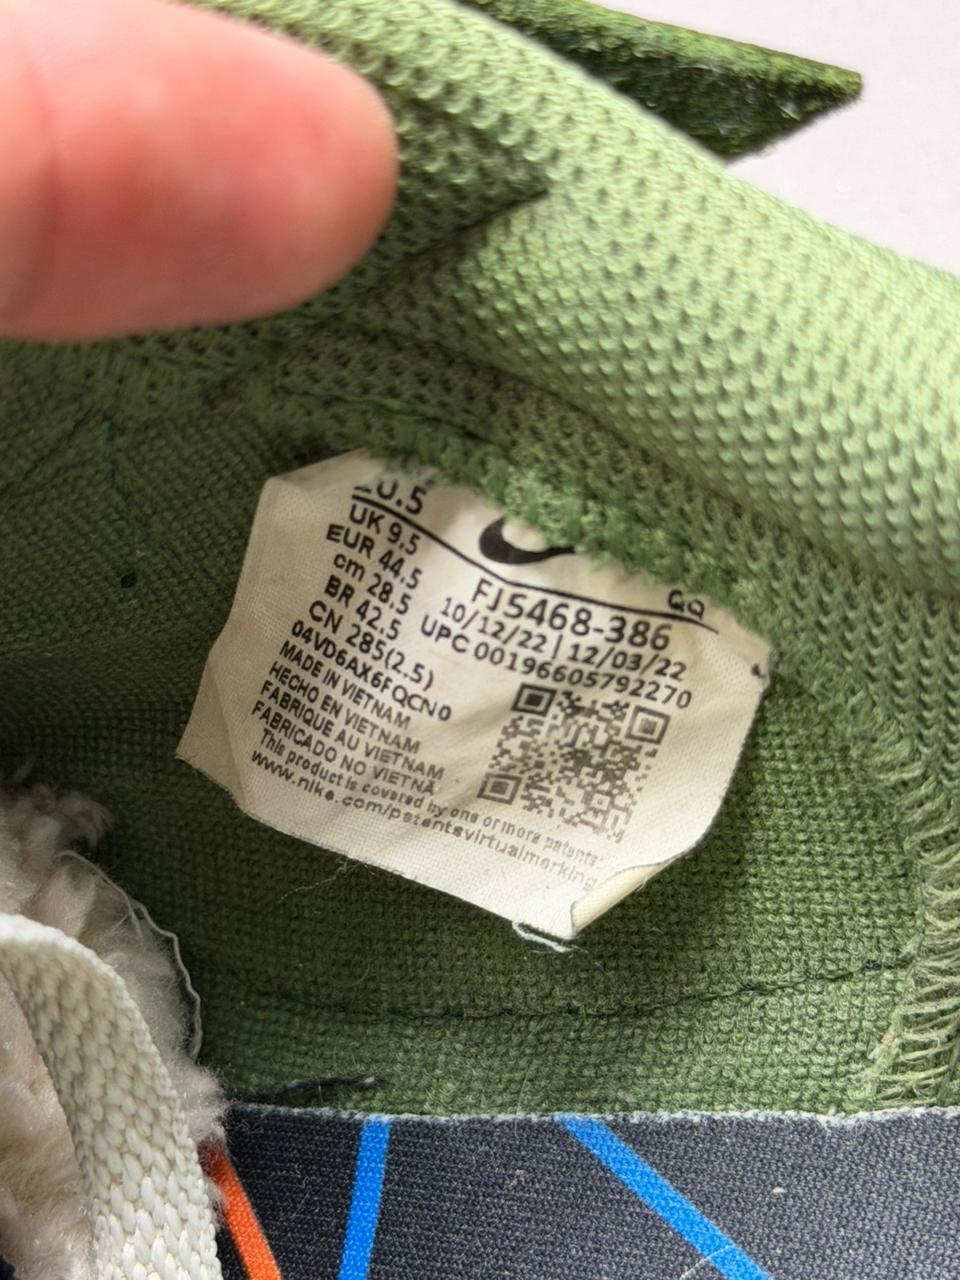 10.5
UK 9.5
EUR 44.5
cm 28.5
BR 42.5
CN 285(2.5)
04VD6AX6FQCN0
MADE IN VIETNAM
HECHO EN VIETNAM
FABRIQUE AU VIETNAM
FABRICADO NO VIETNÃ
This product is covered by one or more patents:
www.nike.com/patentsvirtualmarking
GQ
FJ5468-386
10/12/22 | 12/03/22
UPC 00196605792270